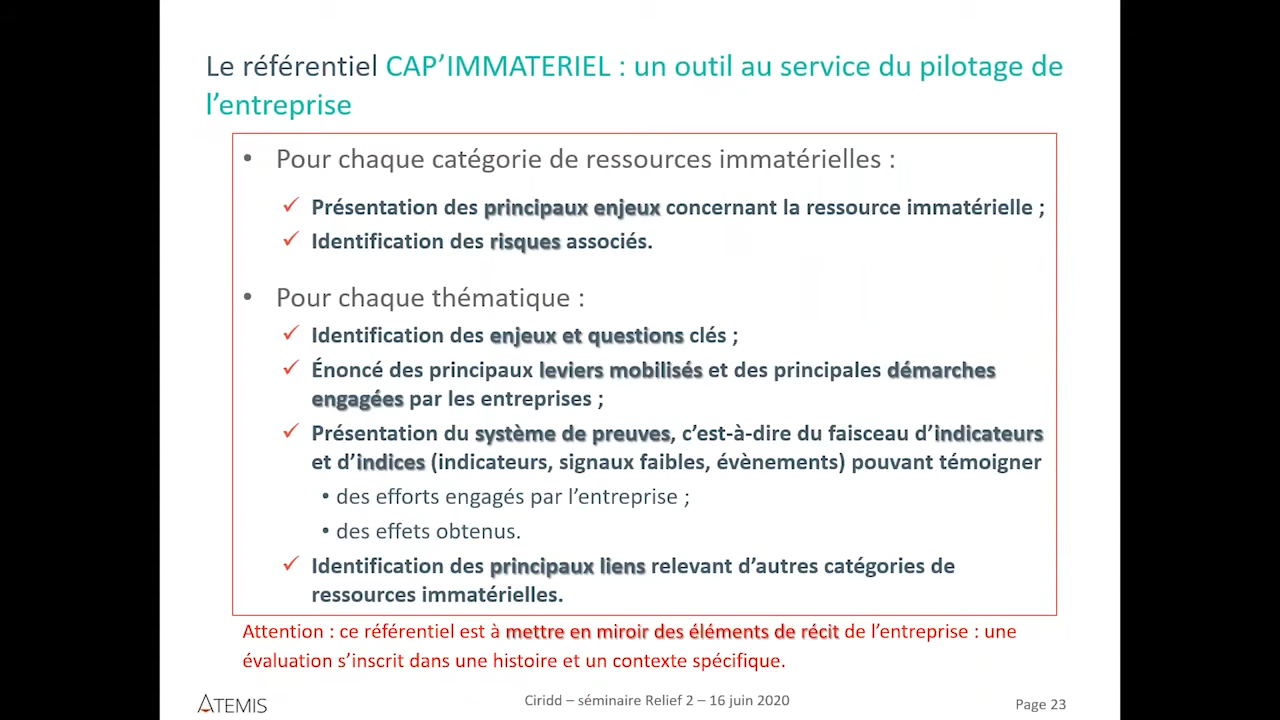 Le référentiel CAP’IMMATERIEL : un outil au service du pilotage de
l’entreprise
• Pour chaque catégorie de ressources immatérielles :
✓ Présentation des principaux enjeux concernant la ressource immatérielle ;
✓ Identification des risques associés.
• Pour chaque thématique :
✓ Identification des enjeux et questions clés ;
✓ Énoncé des principaux leviers mobilisés et des principales démarches
engagées par les entreprises ;
✓ Présentation du système de preuves, c’est-à-dire du faisceau d’indicateurs
et d’indices (indicateurs, signaux faibles, évènements) pouvant témoigner
• des efforts engagés par l’entreprise ;
• des effets obtenus.
✓ Identification des principaux liens relevant d’autres catégories de
ressources immatérielles.
Attention : ce référentiel est à mettre en miroir des éléments de récit de l’entreprise : une
évaluation s’inscrit dans une histoire et un contexte spécifique.
ATEMIS
Ciridd – séminaire Relief 2 – 16 juin 2020
Page 23